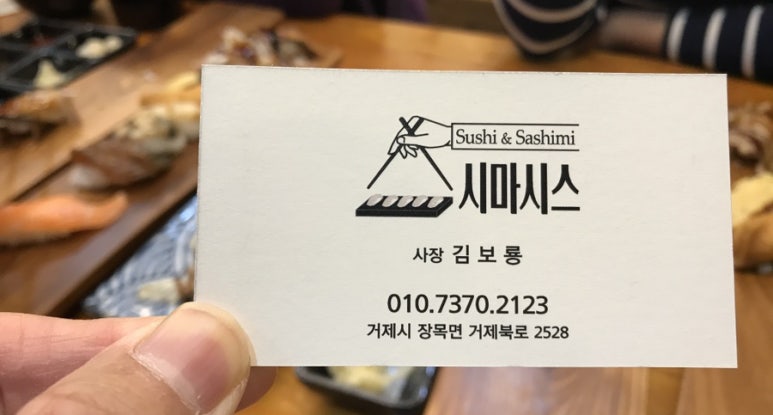 Sushi & Sashimi
시마시스
사장 김보룡
010.7370.2123
거제시 장목면 거제북로 2528